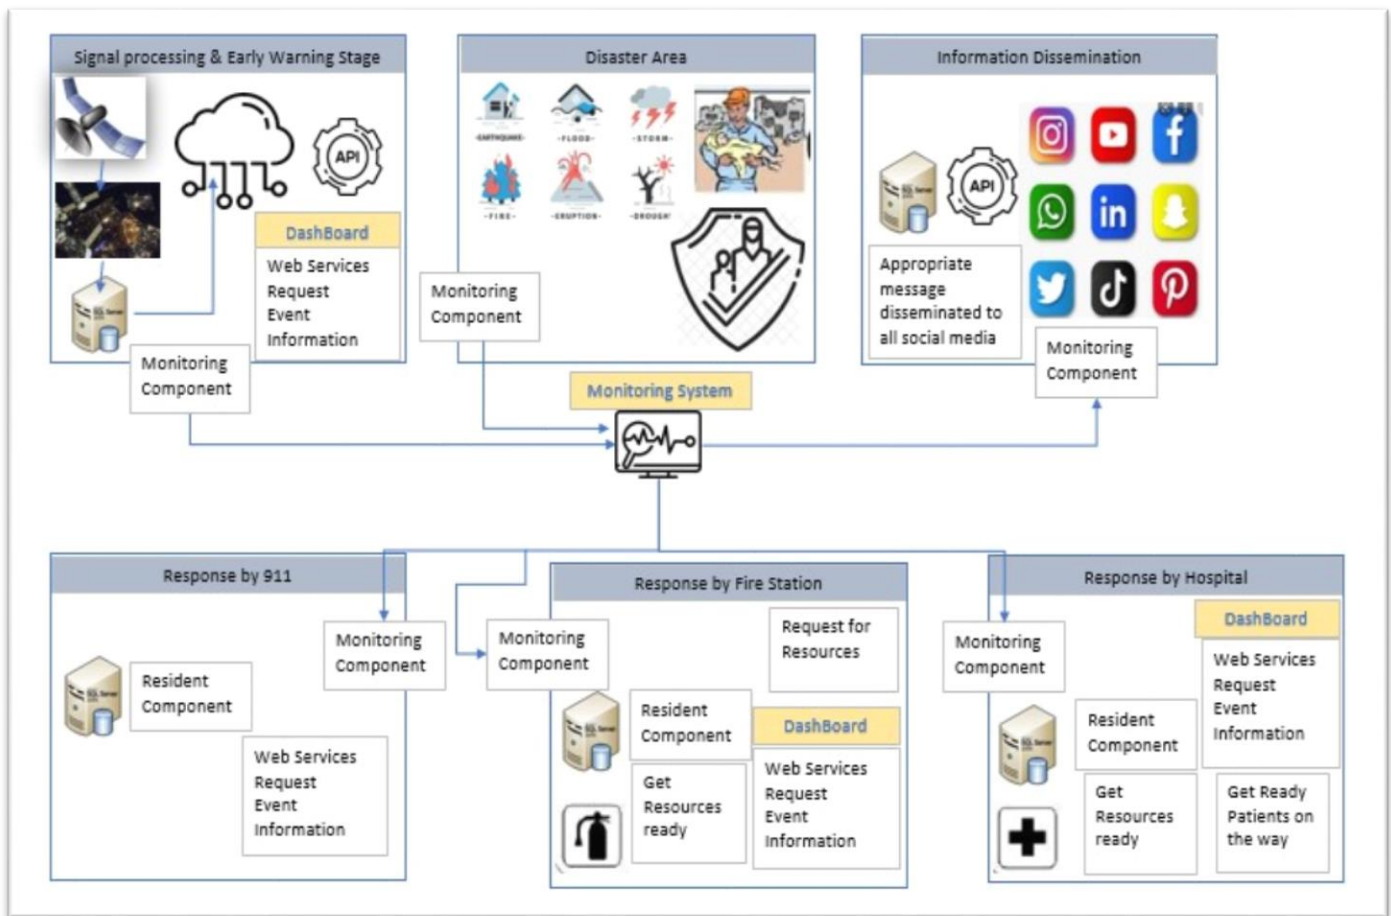 Signal processing & Early Warning Stage
API
DashBoard
Web Services
Request
Event
Information
Monitoring
Component
Disaster Area
-EARTHQUAKE-
-FLOOD-
-STORM-
-FIRE-
-ERUPTION-
-DROUGHT
Monitoring
Component
Information Dissemination
API
Appropriate
message
disseminated to
all social media
in
Monitoring
Component
Monitoring System
Response by 911
Monitoring
Component
Resident
Component
Web Services
Request
Event
Information
Response by Fire Station
Monitoring
Component
Request for
Resources
Resident
Component
DashBoard
Get
Resources
ready
Web Services
Request
Event
Information
Response by Hospital
Monitoring
Component
DashBoard
Web Services
Request
Event
Information
Resident
Component
Get
Resources
ready
Get Ready
Patients on
the way